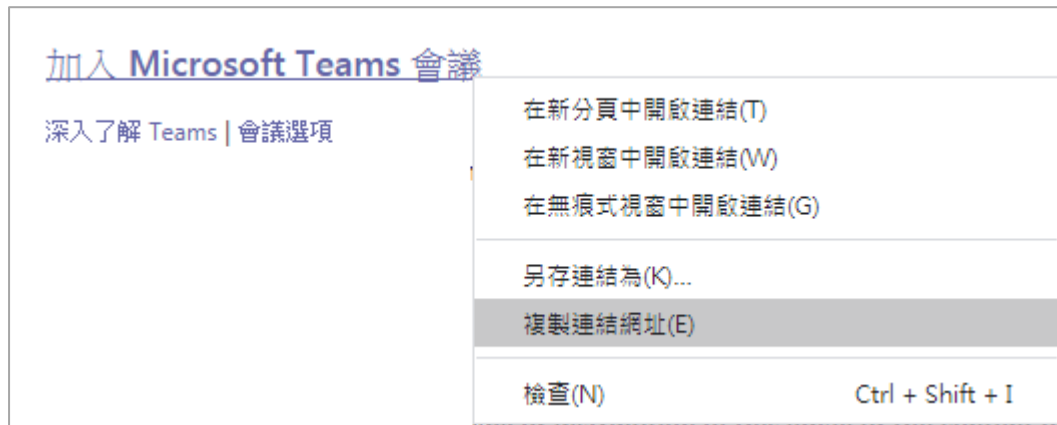 加入 Microsoft Teams 會議
深入了解 Teams | 會議選項
在新分頁中開啟連結(T)
在新視窗中開啟連結(W)
在無痕式視窗中開啟連結(G)
另存連結為(K)...
複製連結網址(E)
檢查(N) Ctrl + Shift + I